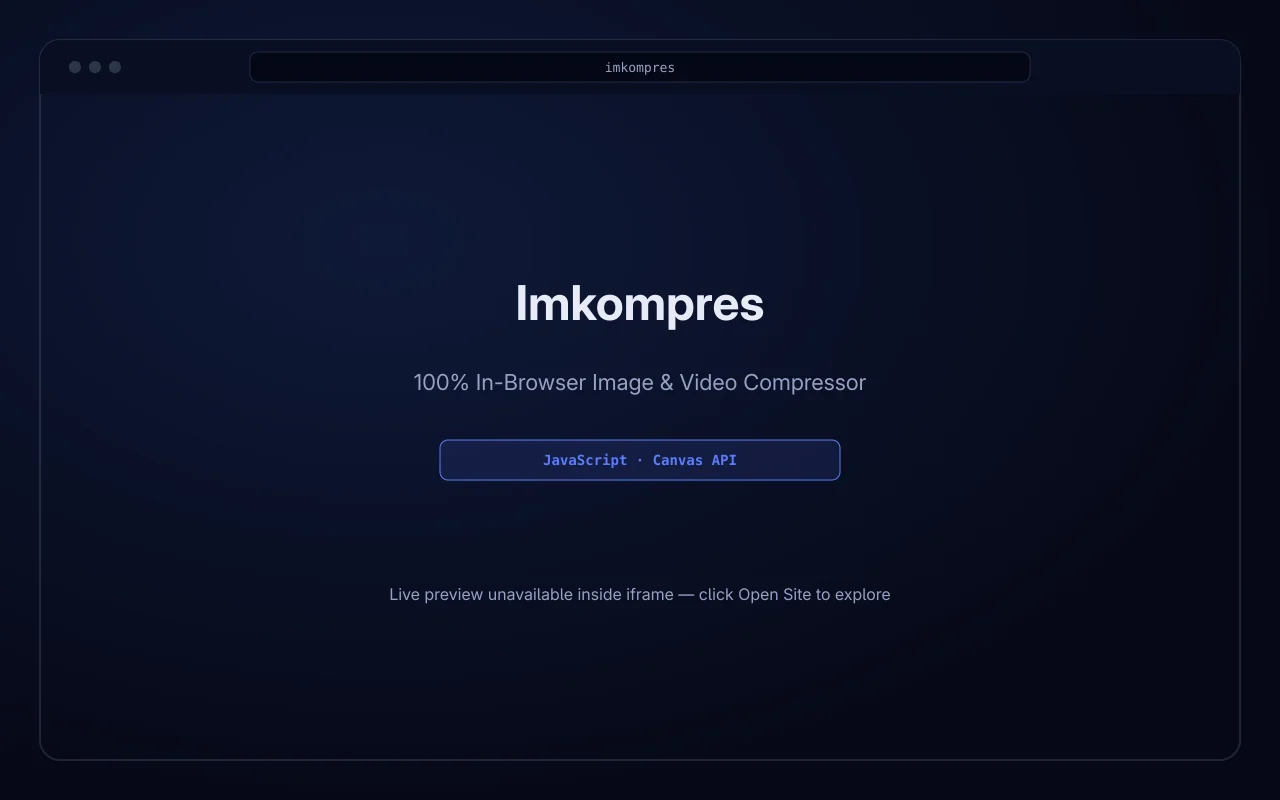 imkompres
Imkompres
100% In-Browser Image & Video Compressor
JavaScript · Canvas API
Live preview unavailable inside iframe — click Open Site to explore